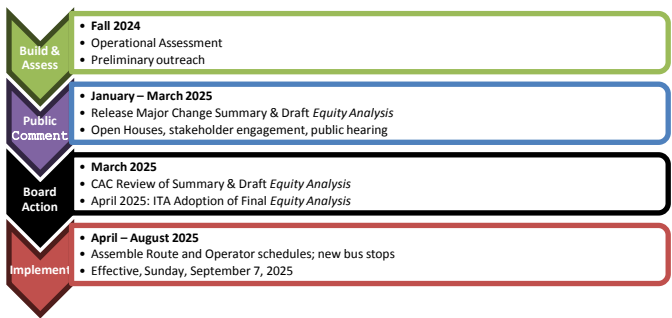 Build &
Assess
• Fall 2024
• Operational Assessment
• Preliminary outreach
Public
Comment
• January – March 2025
• Release Major Change Summary & Draft Equity Analysis
• Open Houses, stakeholder engagement, public hearing
Board
Action
• March 2025
• CAC Review of Summary & Draft Equity Analysis
• April 2025: ITA Adoption of Final Equity Analysis
Implement
• April – August 2025
• Assemble Route and Operator schedules; new bus stops
• Effective, Sunday, September 7, 2025